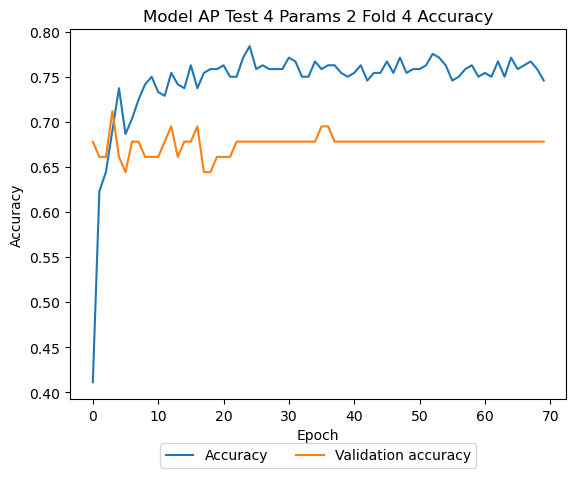 Model AP Test 4 Params 2 Fold 4 Accuracy
0.80
0.75
0.70
0.65
0.60
0.55
0.50
0.45
0.40
Accuracy
0 10 20 30 40 50 60 70
Epoch
Accuracy Validation accuracy